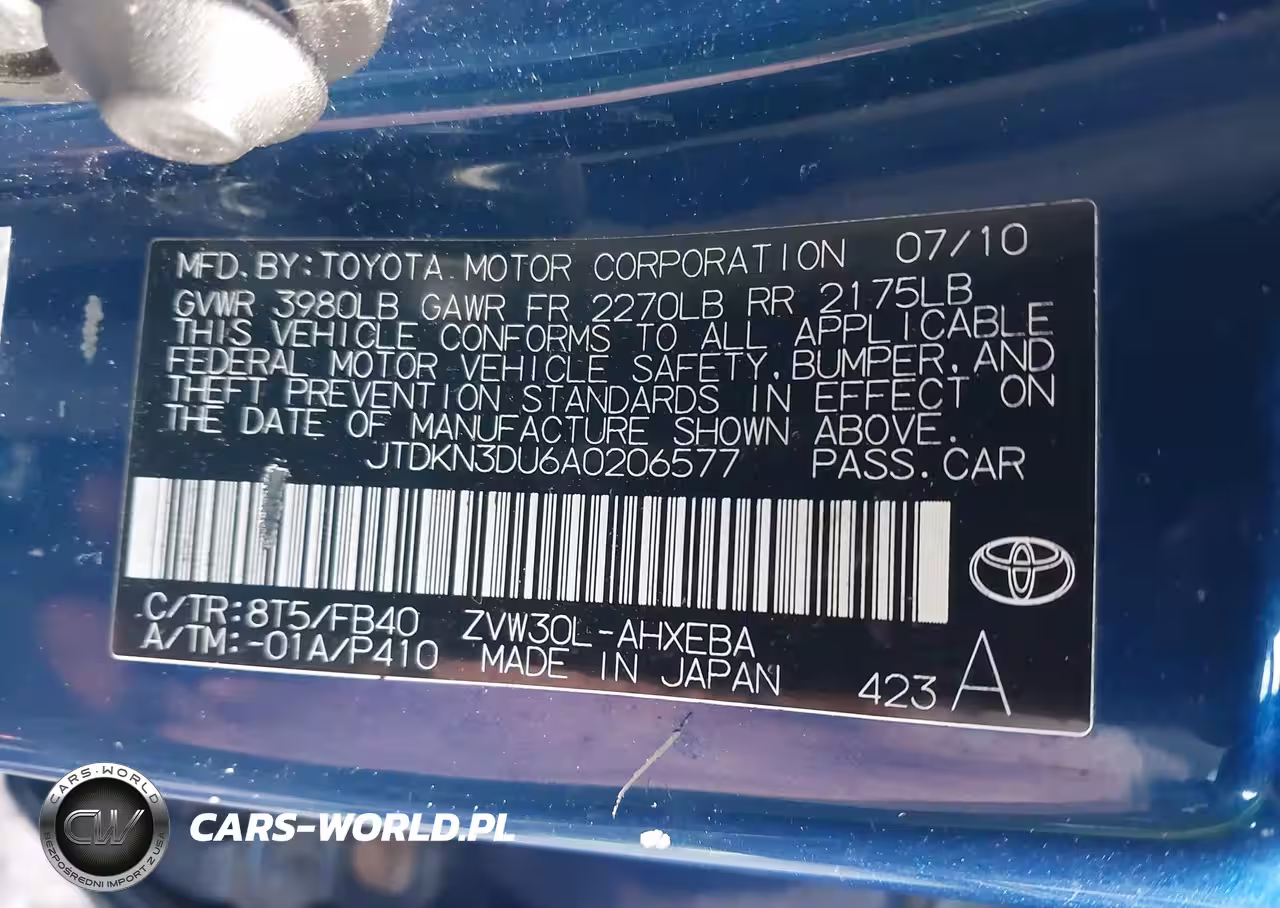 MFD. BY: TOYOTA MOTOR CORPORATION 07/10
GVWR 3980LB GAWR FR 2270LB RR 2175LB
THIS VEHICLE CONFORMS TO ALL APPLICABLE
FEDERAL MOTOR VEHICLE SAFETY, BUMPER, AND
THEFT PREVENTION STANDARDS IN EFFECT ON
THE DATE OF MANUFACTURE SHOWN ABOVE.
JTDKN3DU6A0206577 PASS. CAR
C/TR: 8T5/FB40 ZVW30L-AHXEBA
A/TM: -01A/P410 MADE IN JAPAN
423 A
CARS-WORLD
CW
BEZPOŚREDNI IMPORT Z USA
CARS-WORLD.PL